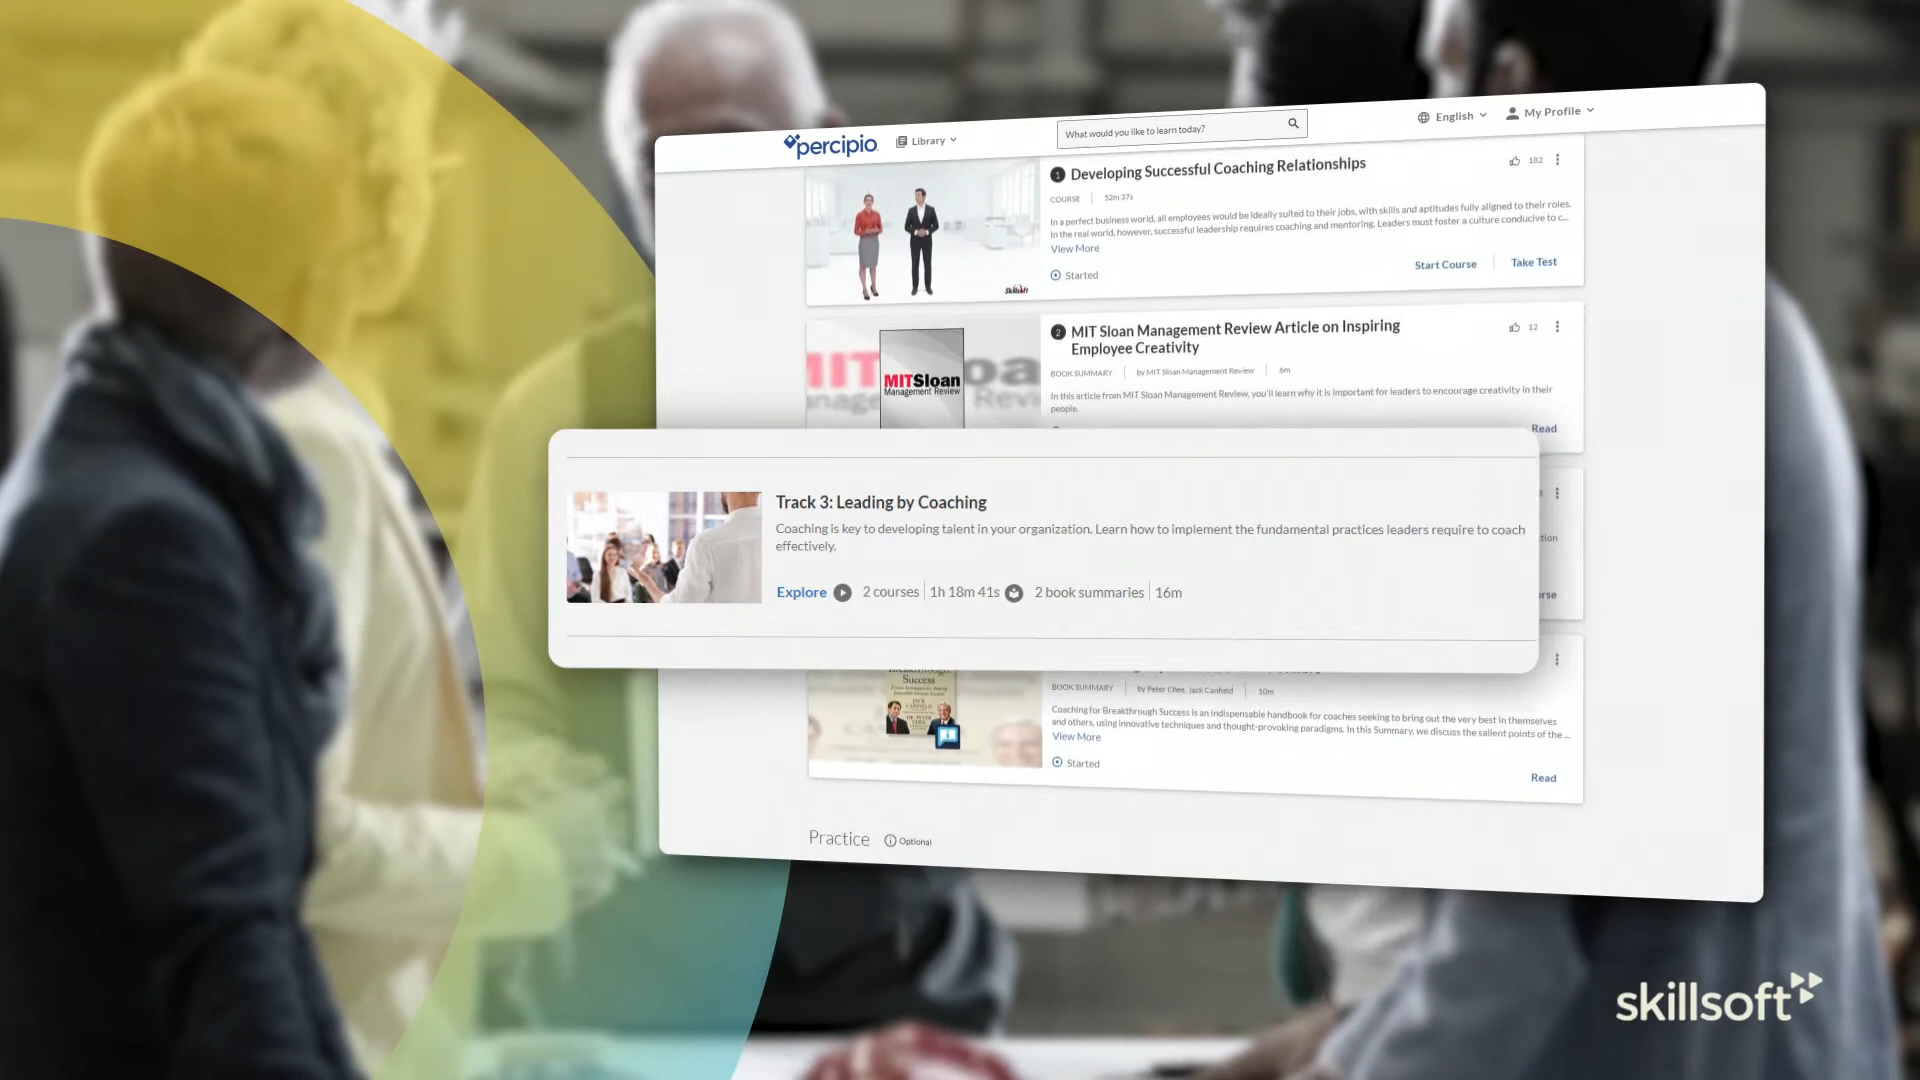 percipio
Library
What would you like to learn today?
English
My Profile
1 Developing Successful Coaching Relationships
182
COURSE 52m 37s
In a perfect business world, all employees would be ideally suited to their jobs, with skills and aptitudes fully aligned to their roles.
In the real world, however, successful leadership requires coaching and mentoring. Leaders must foster a culture conducive to c...
View More
Started
Start Course
Take Test
Skillsoft
MITSloan
Management Review
2 MIT Sloan Management Review Article on Inspiring
Employee Creativity
12
BOOK SUMMARY by MIT Sloan Management Review 6m
In this article from MIT Sloan Management Review, you'll learn why it is important for leaders to encourage creativity in their
people.
Read
Track 3: Leading by Coaching
Coaching is key to developing talent in your organization. Learn how to implement the fundamental practices leaders require to coach
effectively.
Explore 2 courses 1h 18m 41s 2 book summaries 16m
Success
JACK
CANFIELD
DR. PETER
CHEE
BOOK SUMMARY by Peter Chee, Jack Canfield 10m
Coaching for Breakthrough Success is an indispensable handbook for coaches seeking to bring out the very best in themselves
and others, using innovative techniques and thought-provoking paradigms. In this Summary, we discuss the salient points of the ...
View More
Started
Read
Practice Optional
skillsoft